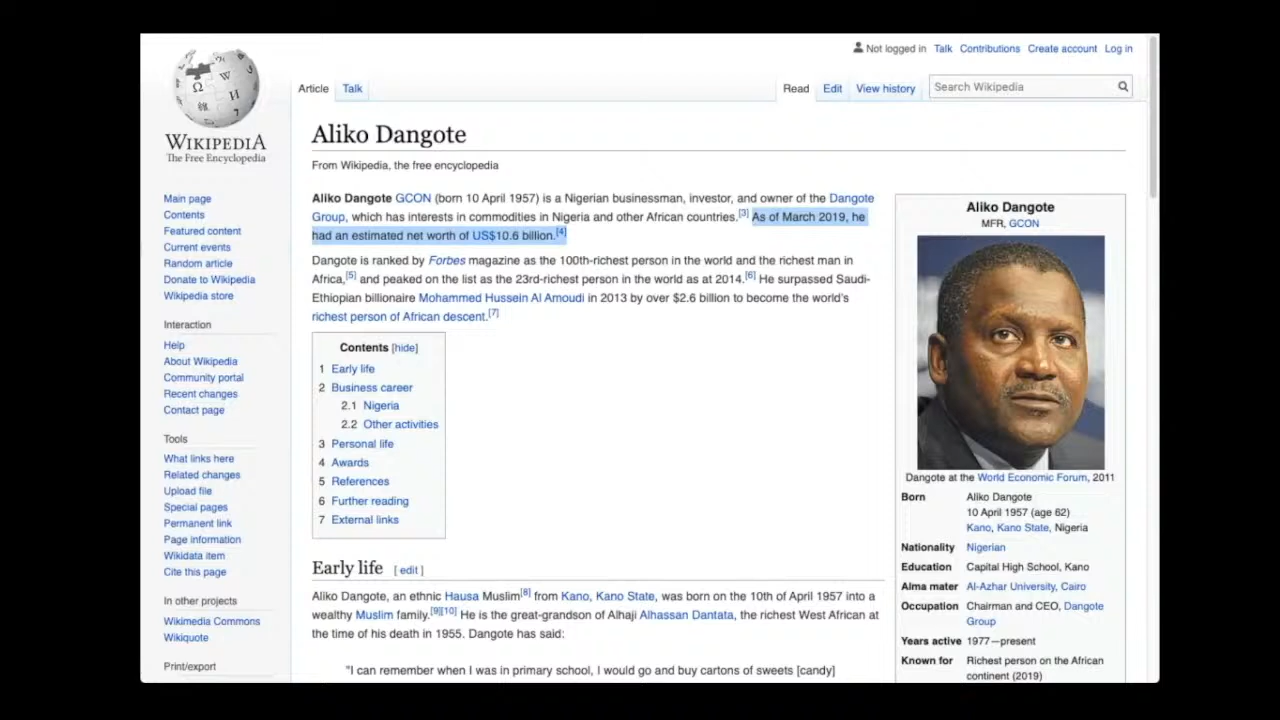 Not logged in Talk Contributions Create account Log in
Article Talk Read Edit View history Search Wikipedia
WIKIPEDIA
The Free Encyclopedia
Main page
Contents
Featured content
Current events
Random article
Donate to Wikipedia
Wikipedia store
Interaction
Help
About Wikipedia
Community portal
Recent changes
Contact page
Tools
What links here
Related changes
Upload file
Special pages
Permanent link
Page information
Wikidata item
Cite this page
In other projects
Wikimedia Commons
Wikiquote
Print/export
Aliko Dangote
From Wikipedia, the free encyclopedia
Aliko Dangote GCON (born 10 April 1957) is a Nigerian businessman, investor, and owner of the Dangote
Group, which has interests in commodities in Nigeria and other African countries.[3] As of March 2019, he
had an estimated net worth of US$10.6 billion.[4]
Dangote is ranked by Forbes magazine as the 100th-richest person in the world and the richest man in
Africa,[5] and peaked on the list as the 23rd-richest person in the world as at 2014.[6] He surpassed Saudi-
Ethiopian billionaire Mohammed Hussein Al Amoudi in 2013 by over $2.6 billion to become the world's
richest person of African descent.[7]
Contents [hide]
1 Early life
2 Business career
2.1 Nigeria
2.2 Other activities
3 Personal life
4 Awards
5 References
6 Further reading
7 External links
Early life [ edit ]
Aliko Dangote, an ethnic Hausa Muslim[8] from Kano, Kano State, was born on the 10th of April 1957 into a
wealthy Muslim family.[9][10] He is the great-grandson of Alhaji Alhassan Dantata, the richest West African at
the time of his death in 1955. Dangote has said:
"I can remember when I was in primary school, I would go and buy cartons of sweets [candy]
Aliko Dangote
MFR, GCON
Dangote at the World Economic Forum, 2011
Born Aliko Dangote
10 April 1957 (age 62)
Kano, Kano State, Nigeria
Nationality Nigerian
Education Capital High School, Kano
Alma mater Al-Azhar University, Cairo
Occupation Chairman and CEO, Dangote
Group
Years active 1977—present
Known for Richest person on the African
continent (2019)